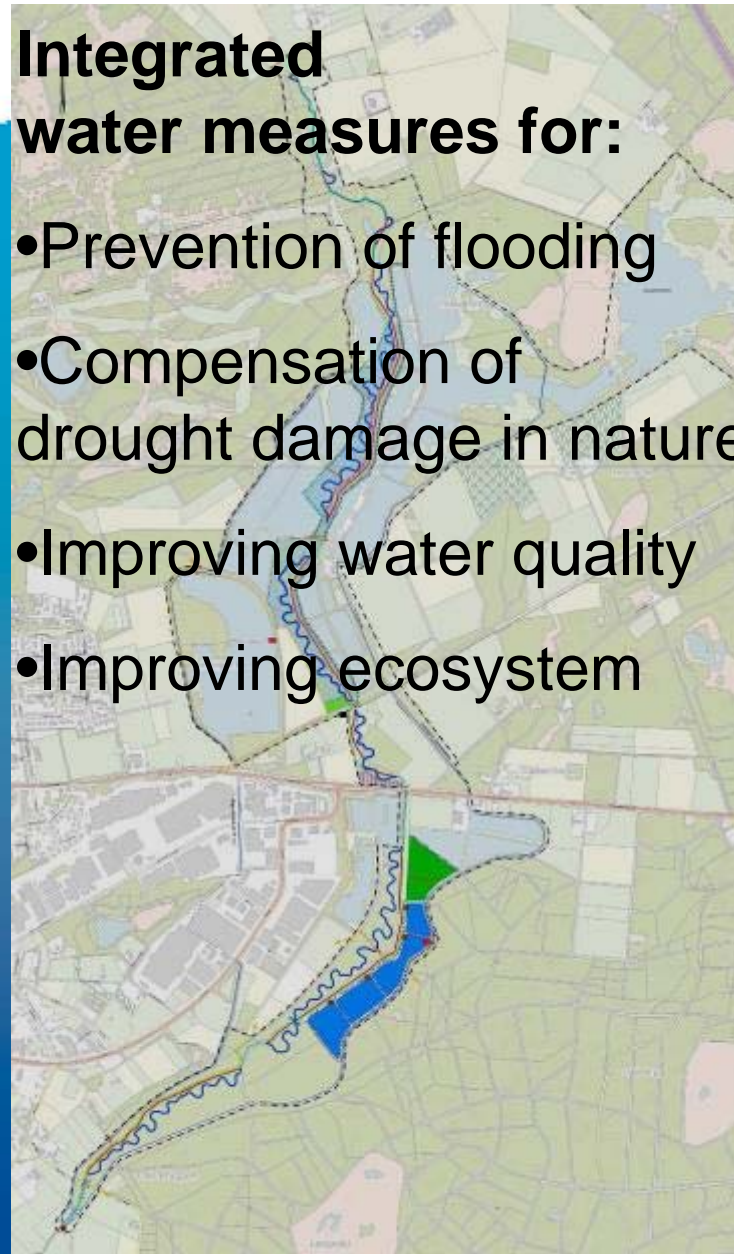 Integrated
water measures for:
•Prevention of flooding
•Compensation of
drought damage in nature
•Improving water quality
•Improving ecosystem